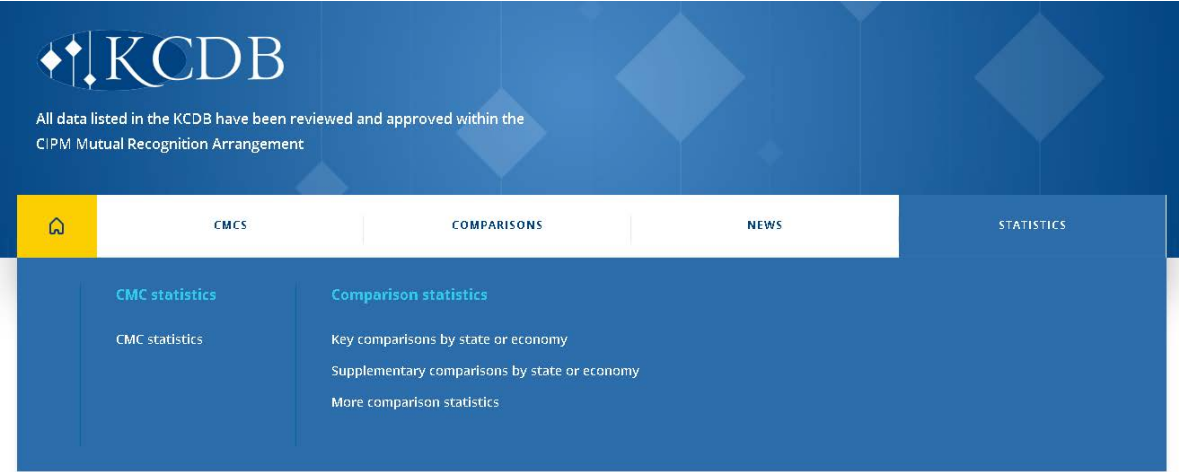 KCDB
All data listed in the KCDB have been reviewed and approved within the
CIPM Mutual Recognition Arrangement
CMCS
COMPARISONS
NEWS
STATISTICS
CMC statistics
CMC statistics
Comparison statistics
Key comparisons by state or economy
Supplementary comparisons by state or economy
More comparison statistics